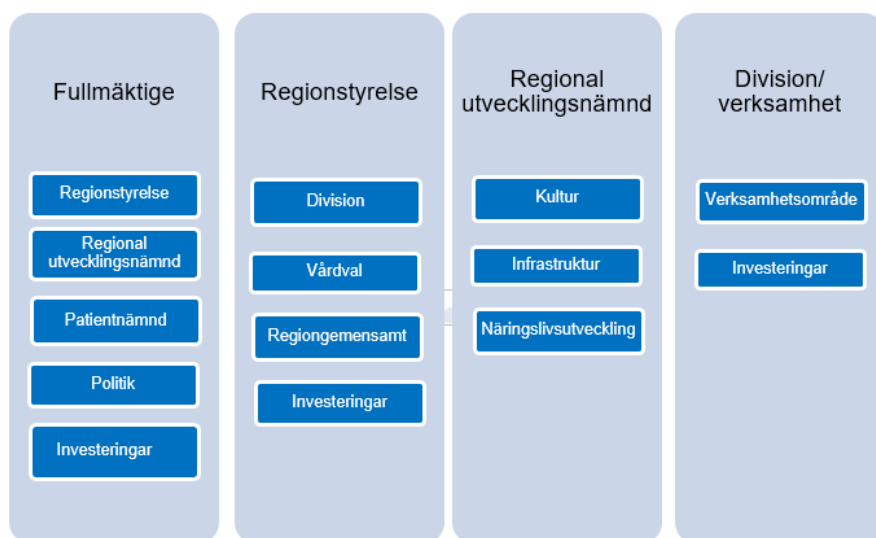 Fullmäktige
Regionstyrelse
Regional
utvecklingsnämnd
Patientnämnd
Politik
Investeringar
Regionstyrelse
Division
Vårdval
Regiongemensamt
Investeringar
Regional
utvecklingsnämnd
Kultur
Infrastruktur
Näringslivsutveckling
Division/
verksamhet
Verksamhetsområde
Investeringar